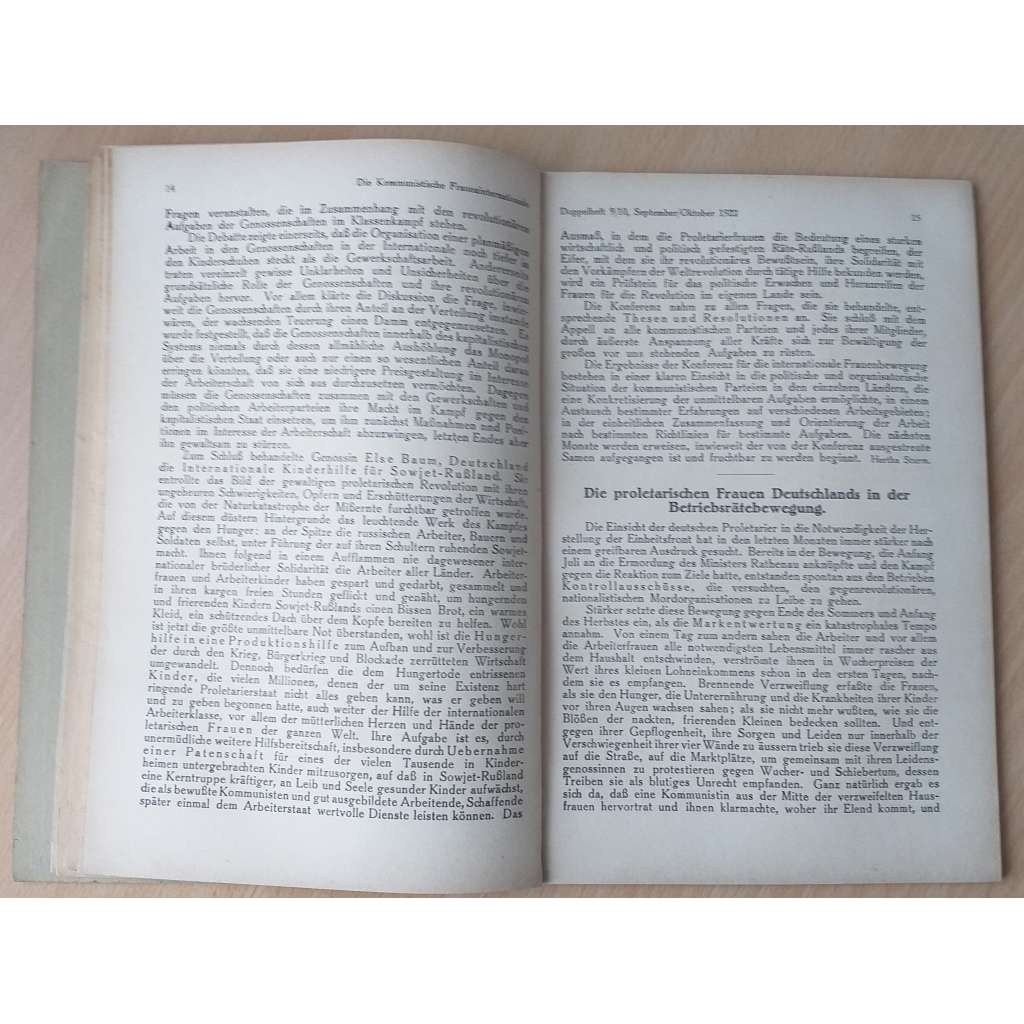 14
Die Kommunistische Fraueninternationale
Fragen veranstalten, die im Zusammenhang mit den revolutionären
Aufgaben der Genossenschaften im Klassenkampf stehen.
Die Debatte zeigte einerseits, daß die Organisation einer planmäßigen
Arbeit in den Genossenschaften in der Internationale noch tiefer in
den Kinderschuhen steckt als die Gewerkschaftsarbeit. Andererseits
traten vereinzelt gewisse Unklarheiten und Unsicherheiten über die
grundsätzliche Rolle der Genossenschaften und ihre revolutionären
Aufgaben hervor. Vor allem klärte die Diskussion die Frage, inwie-
weit die Genossenschaften durch ihren Anteil an der Verteilung imstande
wären, der wachsenden Teuerung einen Damm entgegenzusetzen. Es
wurde festgestellt, daß die Genossenschaften innerhalb des kapitalistischen
Systems niemals durch dessen allmähliche Aushöhlung das Monopol
über die Verteilung oder auch nur einen so wesentlichen Anteil daran
erringen könnten, daß sie eine niedrigere Preisgestaltung im Interesse
der Arbeiterschaft von sich aus durchzusetzen vermöchten. Dagegen
müssen die Genossenschaften zusammen mit den Gewerkschaften und
den politischen Arbeiterparteien ihre Macht im Kampf gegen den
kapitalistischen Staat einsetzen, um ihm zunächst Maßnahmen und Posi-
tionen im Interesse der Arbeiterschaft abzuzwingen, letzten Endes aber
ihn gewaltsam zu stürzen.
Zum Schluß behandelte Genossin Else Baum, Deutschland
die Internationale Kinderhilfe für Sowjet-Rußland. Sie
entrollte das Bild der gewaltigen proletarischen Revolution mit ihren
ungeheuren Schwierigkeiten, Opfern und Erschütterungen der Wirtschaft,
die von der Naturkatastrophe der Mißernte furchtbar getroffen wurde.
Auf diesem düstern Hintergrunde das leuchtende Werk des Kampfes
gegen den Hunger: an der Spitze die russischen Arbeiter, Bauern und
Soldaten selbst, unter Führung der auf ihren Schultern ruhenden Sowjet-
macht. Ihnen folgend in einem Aufflammen nie dagewesener inter-
nationaler brüderlicher Solidarität die Arbeiter aller Länder. Arbeiter-
frauen und Arbeiterkinder haben gespart und gedarbt, gesammelt und
in ihren kargen freien Stunden geflickt und genäht, um hungernden
und frierenden Kindern Sowjet-Rußlands einen Bissen Brot, ein warmes
Kleid, ein schützendes Dach über dem Kopfe bereiten zu helfen. Wohl
ist jetzt die größte unmittelbare Not überstanden, wohl ist die Hunger-
hilfe in eine Produktionshilfe zum Aufbau und zur Verbesserung
der durch den Krieg, Bürgerkrieg und Blockade zerrütteten Wirtschaft
umgewandelt. Dennoch bedürfen die dem Hungertode entrissenen
Kinder, die vielen Millionen, denen der um seine Existenz hart
ringende Proletarierstaat nicht alles geben kann, was er geben will
und zu geben begonnen hatte, auch weiter der Hilfe der internationalen
Arbeiterklasse, vor allem der mütterlichen Herzen und Hände der pro-
letarischen Frauen der ganzen Welt. Ihre Aufgabe ist es, durch
unermüdliche weitere Hilfsbereitschaft, insbesondere durch Uebernahme
einer Patenschaft für eines der vielen Tausende in Kinder-
heimen untergebrachten Kinder mitzusorgen, auf daß in Sowjet-Rußland
eine Kerntruppe kräftiger, an Leib und Seele gesunder Kinder aufwächst,
die als bewußte Kommunisten und gut ausgebildete Arbeitende, Schaffende
später einmal dem Arbeiterstaat wertvolle Dienste leisten können. Das
Doppelheft 9/10, September/Oktober 1922
15
Ausmaß, in dem die Proletarierfrauen die Bedeutung eines starken
wirtschaftlich und politisch gefestigten Räte-Rußlands begreifen, der
Eifer, mit dem sie ihr revolutionäres Bewußtsein, ihre Solidarität mit
den Vorkämpfern der Weltrevolution durch tätige Hilfe bekunden werden,
wird ein Prüfstein für das politische Erwachen und Heranreifen der
Frauen für die Revolution im eigenen Lande sein.
Die Konferenz nahm zu allen Fragen, die sie behandelte, ent-
sprechende Thesen und Resolutionen an. Sie schloß mit dem
Appell an alle kommunistischen Parteien und jedes ihrer Mitglieder,
durch äußerste Anspannung aller Kräfte sich zur Bewältigung der
großen vor uns stehenden Aufgaben zu rüsten.
Die Ergebnisse der Konferenz für die internationale Frauenbewegung
bestehen in einer klaren Einsicht in die politische und organisatorische
Situation der kommunistischen Parteien in den einzelnen Ländern, die
eine Konkretisierung der unmittelbaren Aufgaben ermöglichte, in einem
Austausch bestimmter Erfahrungen auf verschiedenen Arbeitsgebieten;
in der einheitlichen Zusammenfassung und Orientierung der Arbeit
nach bestimmten Richtlinien für bestimmte Aufgaben. Die nächsten
Monate werden erweisen, inwieweit der von der Konferenz ausgestreute
Samen aufgegangen ist und fruchtbar zu werden beginnt. Hertha Sturm.
Die proletarischen Frauen Deutschlands in der
Betriebsrätebewegung.
Die Einsicht der deutschen Proletarier in die Notwendigkeit der Her-
stellung der Einheitsfront hat in den letzten Monaten immer stärker nach
einem greifbaren Ausdruck gesucht. Bereits in der Bewegung, die Anfang
Juli an die Ermordung des Ministers Rathenau anknüpfte und den Kampf
gegen die Reaktion zum Ziele hatte, entstanden spontan aus den Betrieben
Kontrollausschüsse, die versuchten, den gegenrevolutionären,
nationalistischen Mordorganisationen zu Leibe zu gehen.
Stärker setzte diese Bewegung gegen Ende des Sommers und Anfang
des Herbstes ein, als die Markentwertung ein katastrophales Tempo
annahm. Von einem Tag zum andern sahen die Arbeiter und vor allem
die Arbeiterfrauen alle notwendigsten Lebensmittel immer rascher aus
dem Haushalt entschwinden, verströmte ihnen in Wucherpreisen der
Wert ihres kleinen Lohneinkommens schon in den ersten Tagen, nach-
dem sie es empfangen. Brennende Verzweiflung erfaßte die Frauen,
als sie den Hunger, die Unterernährung und die Krankheiten ihrer Kinder
vor ihren Augen wachsen sahen; als sie nicht mehr wußten, wie sie die
Blößen der nackten, frierenden Kleinen bedecken sollten. Und ent-
gegen ihrer Gepflogenheit, ihre Sorgen und Leiden nur innerhalb der
Verschwiegenheit ihrer vier Wände zu äussern trieb sie diese Verzweiflung
auf die Straße, auf die Marktplätze, um gemeinsam mit ihren Leidens-
genossinnen zu protestieren gegen Wucher- und Schiebertum, dessen
Treiben sie als blutiges Unrecht empfanden. Ganz natürlich ergab es
sich da, daß eine Kommunistin aus der Mitte der verzweifelten Haus-
frauen hervortrat und ihnen klarmachte, woher ihr Elend kommt, und